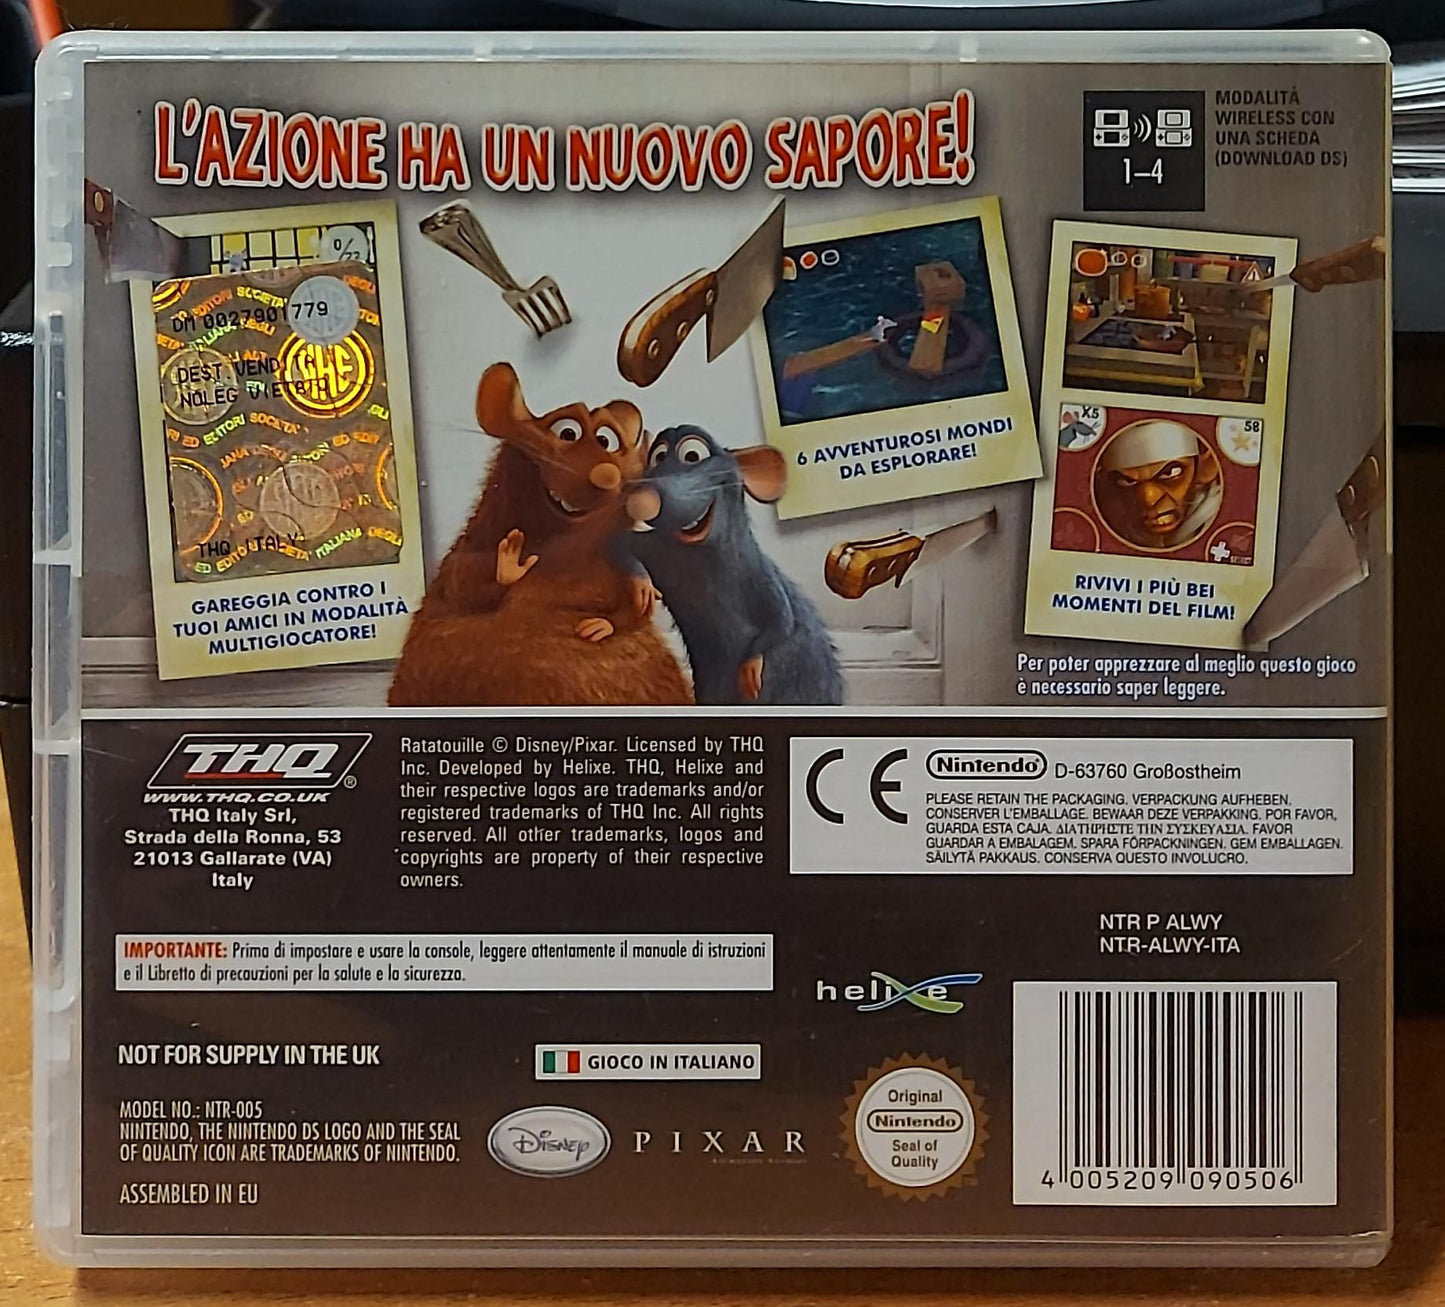 L'AZIONE HA UN NUOVO SAPORE!
1-4
MODALITÀ
WIRELESS CON
UNA SCHEDA
(DOWNLOAD DS)
0/22
DM 0027901779
DEST. VEND
NOLEG VIETATO
THQ ITALY
GAREGGIA CONTRO I
TUOI AMICI IN MODALITÀ
MULTIGIOCATORE!
6 AVVENTUROSI MONDI
DA ESPLORARE!
X5
58
SELECT
RIVIVI I PIÙ BEI
MOMENTI DEL FILM!
Per poter apprezzare al meglio questo gioco
è necessario saper leggere.
THQ®
WWW.THQ.CO.UK
THQ Italy Srl,
Strada della Ronna, 53
21013 Gallarate (VA)
Italy
Ratatouille © Disney/Pixar. Licensed by THQ
Inc. Developed by Helixe. THQ, Helixe and
their respective logos are trademarks and/or
registered trademarks of THQ Inc. All rights
reserved. All other trademarks, logos and
copyrights are property of their respective
owners.
CE
Nintendo® D-63760 Großostheim
PLEASE RETAIN THE PACKAGING. VERPACKUNG AUFHEBEN.
CONSERVER L'EMBALLAGE. BEWAAR DEZE VERPAKKING. POR FAVOR,
GUARDA ESTA CAJA. ΔΙΑΤΗΡΗΣΤΕ ΤΗΝ ΣΥΣΚΕΥΑΣΙΑ. FAVOR
GUARDAR A EMBALAGEM. SPARA FÖRPACKNINGEN. GEM EMBALLAGEN.
SÄILYTÄ PAKKAUS. CONSERVA QUESTO INVOLUCRO.
NTR P ALWY
NTR-ALWY-ITA
IMPORTANTE: Prima di impostare e usare la console, leggere attentamente il manuale di istruzioni
e il Libretto di precauzioni per la salute e la sicurezza.
helixe
NOT FOR SUPPLY IN THE UK
GIOCO IN ITALIANO
MODEL NO.: NTR-005
NINTENDO, THE NINTENDO DS LOGO AND THE SEAL
OF QUALITY ICON ARE TRADEMARKS OF NINTENDO.
ASSEMBLED IN EU
Disney
PIXAR
Original
Nintendo
Seal of
Quality
4 005209 090506